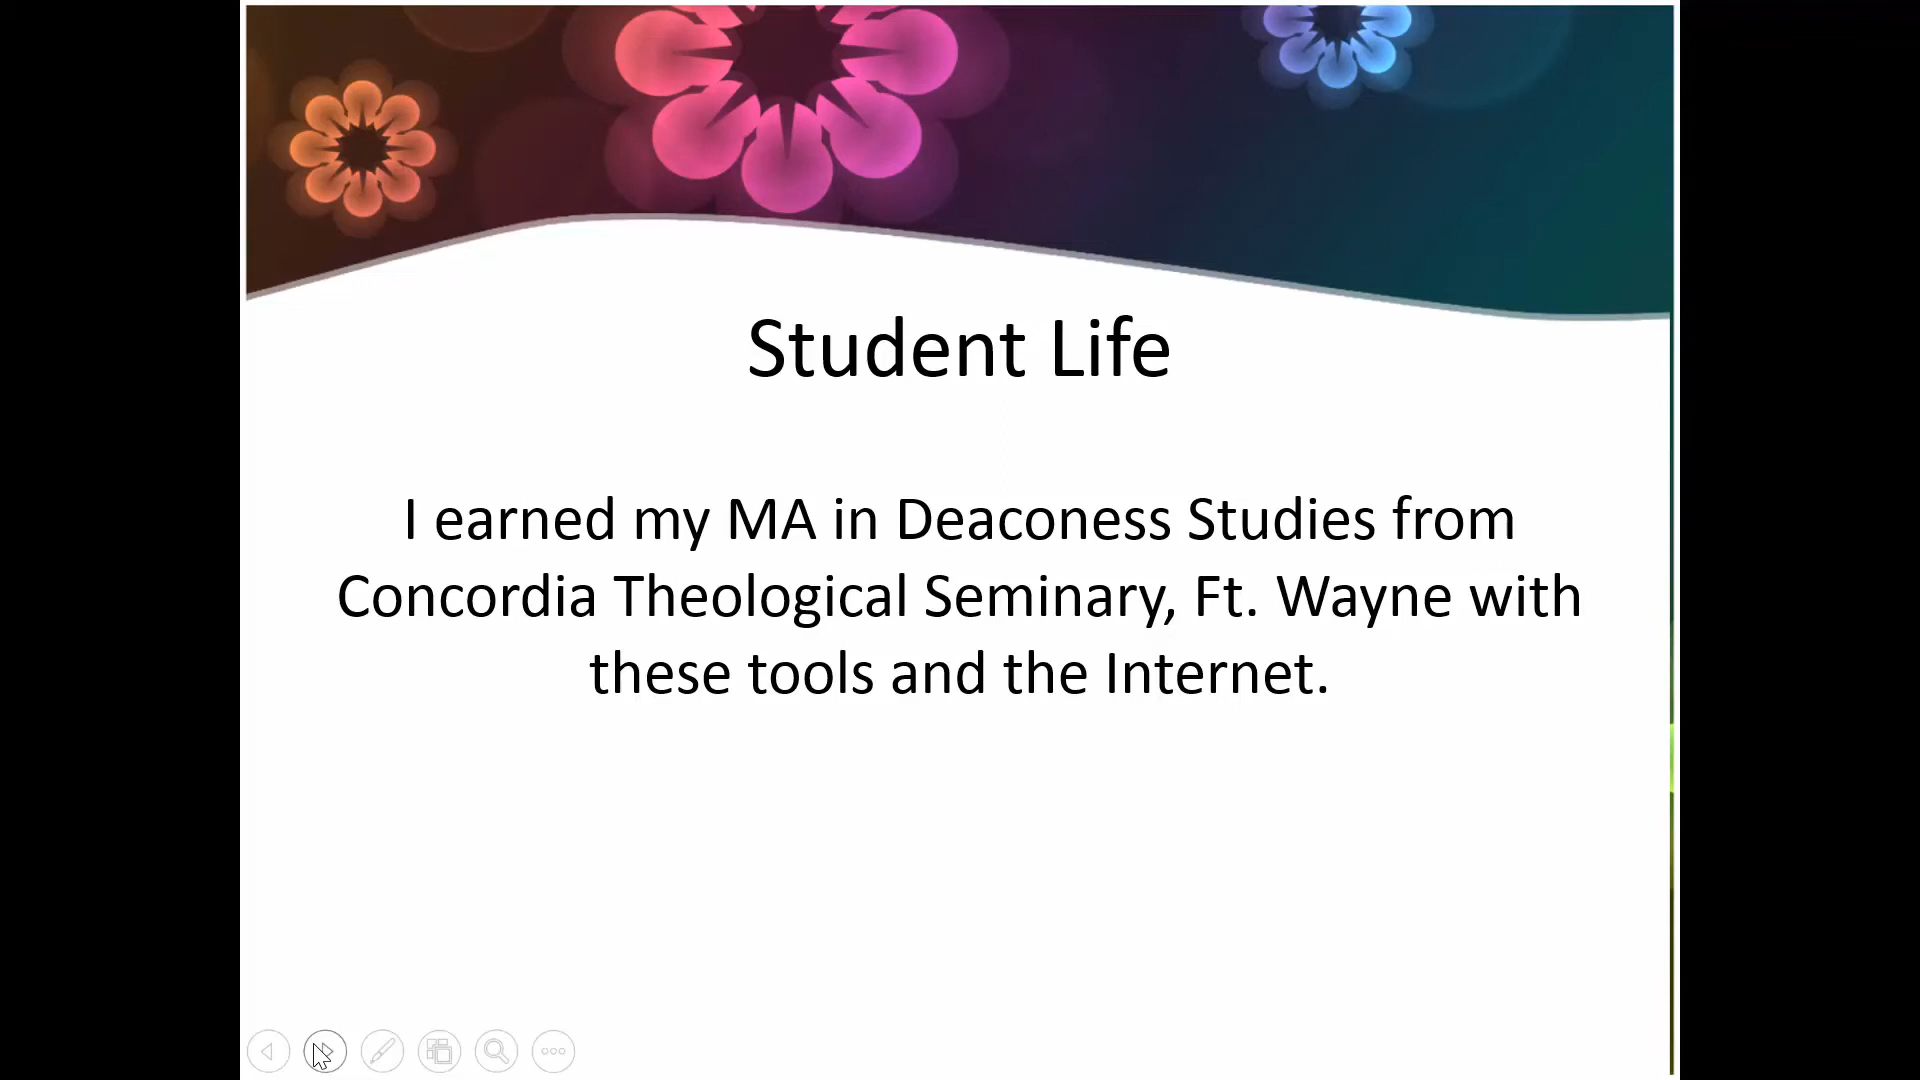 Student Life
I earned my MA in Deaconess Studies from
Concordia Theological Seminary, Ft. Wayne with
these tools and the Internet.